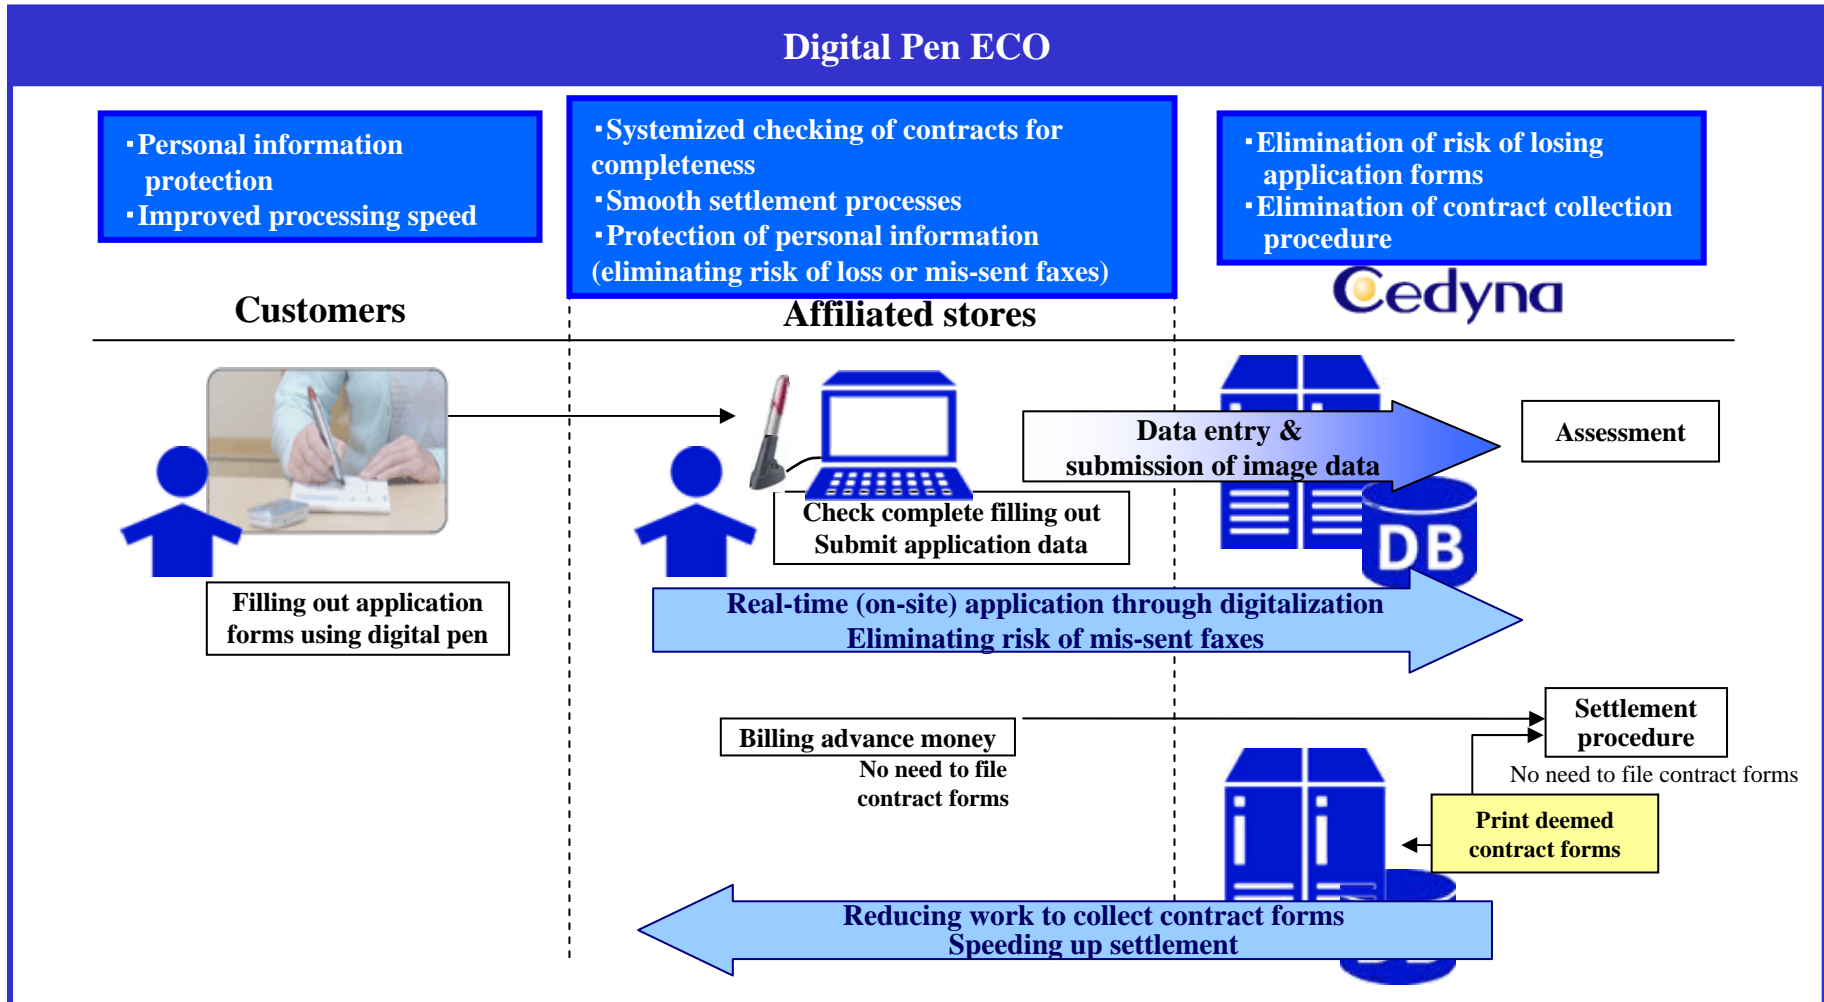 Digital Pen ECO
・Personal information
protection
・Improved processing speed
・Systemized checking of contracts for
completeness
・Smooth settlement processes
・Protection of personal information
(eliminating risk of loss or mis-sent faxes)
・Elimination of risk of losing
application forms
・Elimination of contract collection
procedure
Customers
Affiliated stores
Cedyna
Data entry &
submission of image data
Assessment
Check complete filling out
Submit application data
DB
Filling out application
forms using digital pen
Real-time (on-site) application through digitalization
Eliminating risk of mis-sent faxes
Billing advance money
No need to file
contract forms
Settlement
procedure
No need to file contract forms
Print deemed
contract forms
Reducing work to collect contract forms
Speeding up settlement